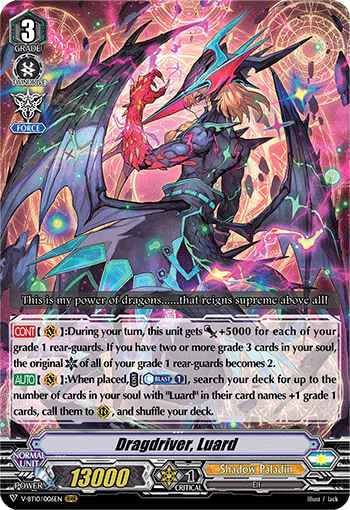 3
GRADE
TWIN DRIVE!!
FORCE
This is my power of dragons......that reigns supreme above all!
CONT [ ]:During your turn, this unit gets +5000 for each of your
grade 1 rear-guards. If you have two or more grade 3 cards in your soul,
the original of all of your grade 1 rear-guards becomes 2.
AUTO [ ]:When placed, [C BLAST 1], search your deck for up to the
number of cards in your soul with "Luard" in their card names +1 grade 1
cards, call them to , and shuffle your deck.
Dragdriver, Luard
NORMAL
UNIT
POWER 13000 1 CRITICAL
Shadow Paladin
Elf
V-BT10/006EN RRR
Illust / lack